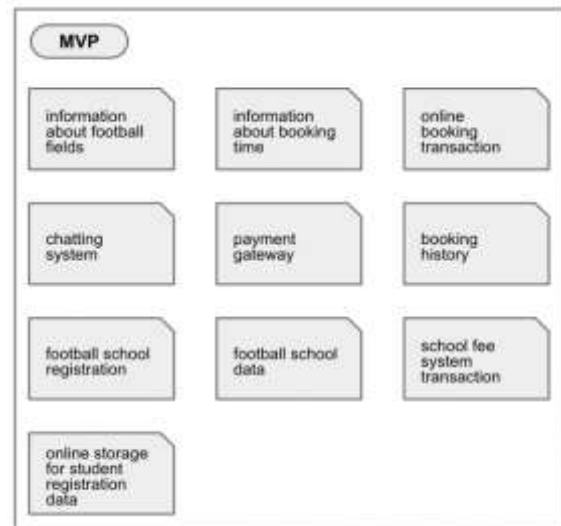 MVP
information
about football
fields
information
about booking
time
online
booking
transaction
chatting
system
payment
gateway
booking
history
football school
registration
football school
data
school fee
system
transaction
online storage
for student
registration
data